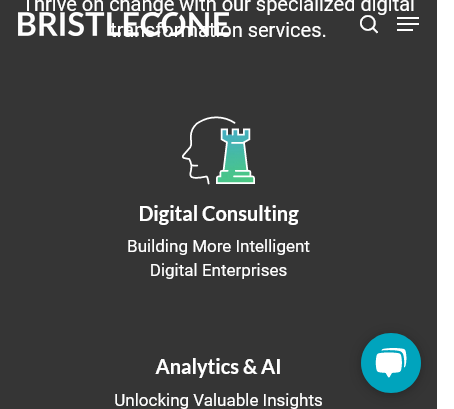 Thrive on change with our specialized digital
BRISTLECONE
transformation services.
Digital Consulting
Building More Intelligent
Digital Enterprises
Analytics & AI
Unlocking Valuable Insights